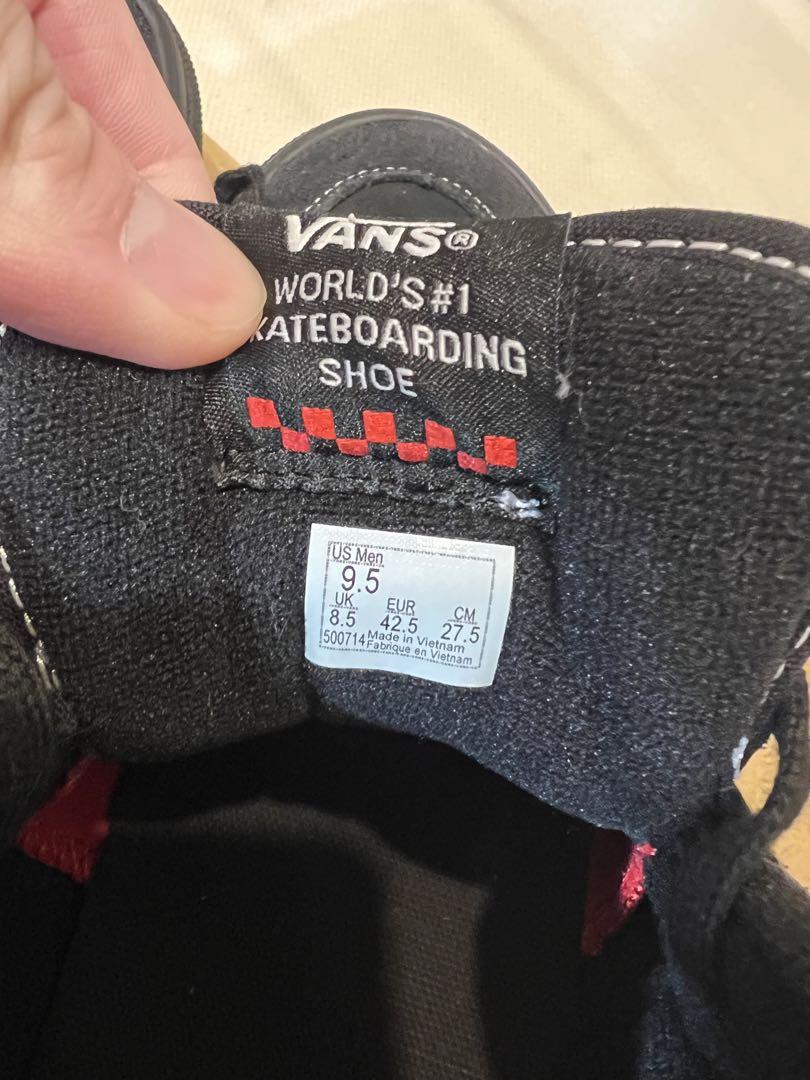 VANS®
WORLD'S #1
KATEBOARDING
SHOE
US Men
9.5
UK EUR CM
8.5 42.5 27.5
500714 Made in Vietnam
Fabrique en Vietnam